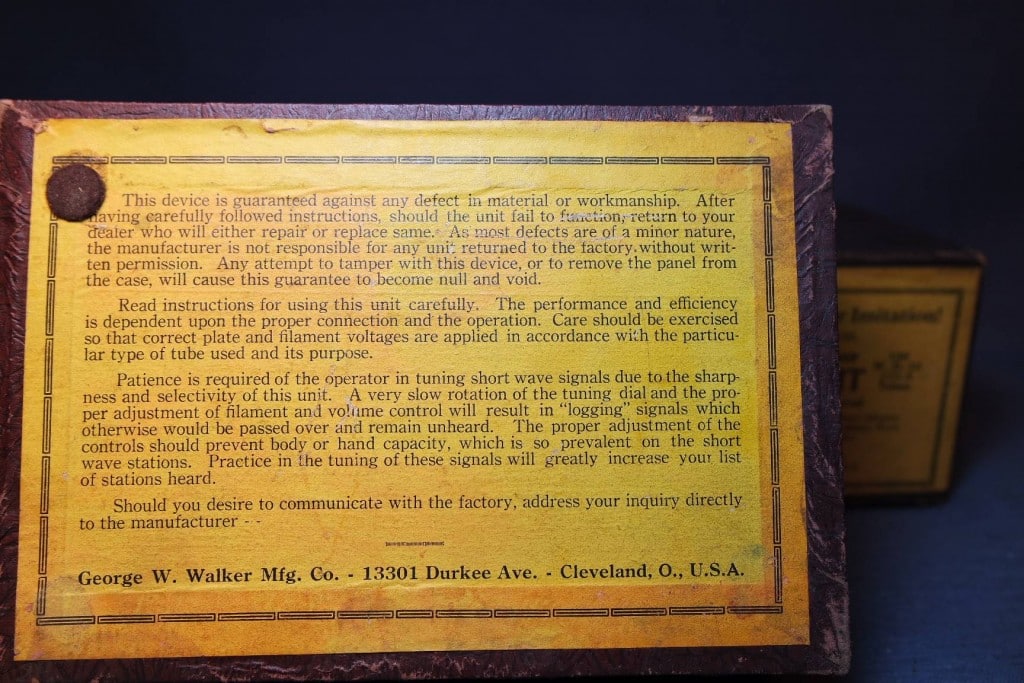 This device is guaranteed against any defect in material or workmanship. After
having carefully followed instructions, should the unit fail to function, return to your
dealer who will either repair or replace same. As most defects are of a minor nature,
the manufacturer is not responsible for any unit returned to the factory without writ-
ten permission. Any attempt to tamper with this device, or to remove the panel from
the case, will cause this guarantee to become null and void.
Read instructions for using this unit carefully. The performance and efficiency
is dependent upon the proper connection and the operation. Care should be exercised
so that correct plate and filament voltages are applied in accordance with the particu-
lar type of tube used and its purpose.
Patience is required of the operator in tuning short wave signals due to the sharp-
ness and selectivity of this unit. A very slow rotation of the tuning dial and the pro-
per adjustment of filament and volume control will result in “logging” signals which
otherwise would be passed over and remain unheard. The proper adjustment of the
controls should prevent body or hand capacity, which is so prevalent on the short
wave stations. Practice in the tuning of these signals will greatly increase your list
of stations heard.
Should you desire to communicate with the factory, address your inquiry directly
to the manufacturer - -
George W. Walker Mfg. Co. - 13301 Durkee Ave. - Cleveland, O., U.S.A.
Imitations!